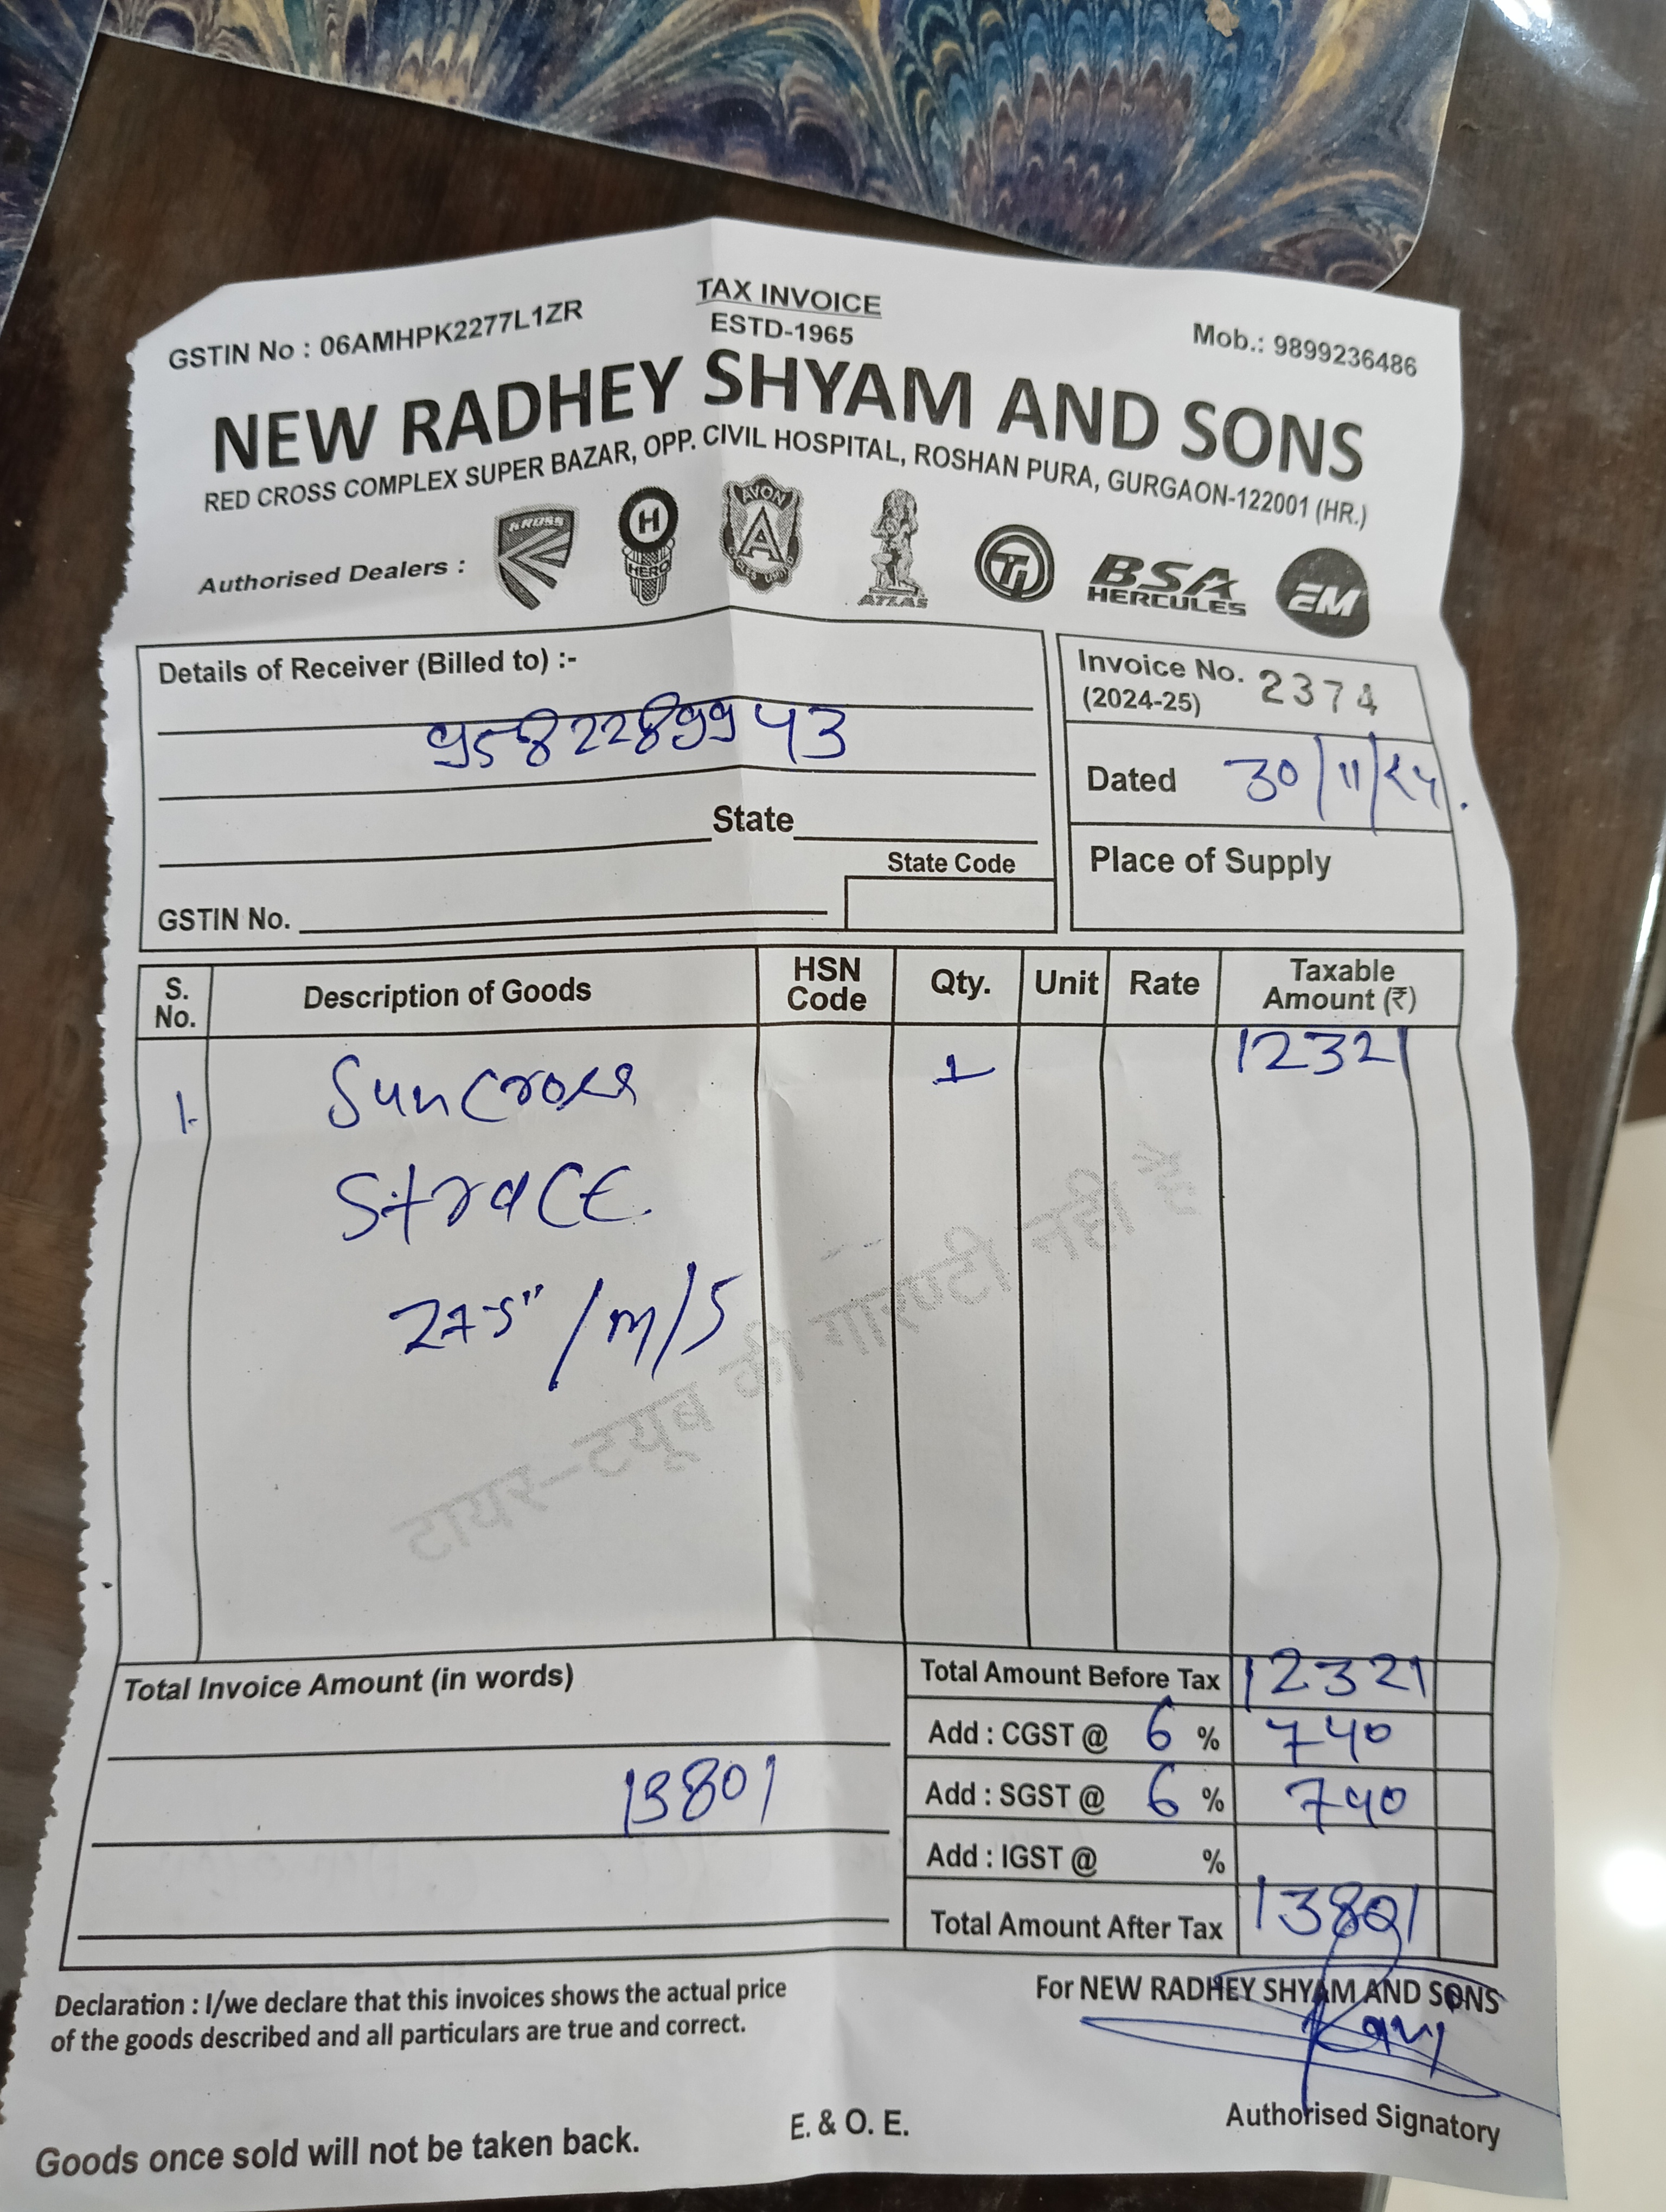 TAX INVOICE
GSTIN No : 06AMHPK2277L1ZR
ESTD-1965
Mob.: 9899236486
NEW RADHEY SHYAM AND SONS
RED CROSS COMPLEX SUPER BAZAR, OPP. CIVIL HOSPITAL, ROSHAN PURA, GURGAON-122001 (HR.)
Authorised Dealers :
KROSS
H HERO
AVON A
ATLAS
TI
BSA HERCULES
EM
Details of Receiver (Billed to) :-
State
State Code
GSTIN No.
Invoice No. 2374
(2024-25)
Dated 30/11/24.
Place of Supply
S. No. Description of Goods HSN Code Qty. Unit Rate Taxable Amount (₹)
1. Suncross 1 12321
StraCE
27.5" /M/S
टायर-टयूब की गारण्टी नहीं है
Total Invoice Amount (in words)
13801
Total Amount Before Tax 12321
Add : CGST @ 6 % 740
Add : SGST @ 6 % 740
Add : IGST @ %
Total Amount After Tax 13801
Declaration : I/we declare that this invoices shows the actual price
of the goods described and all particulars are true and correct.
For NEW RADHEY SHYAM AND SONS
Authorised Signatory
E. & O. E.
Goods once sold will not be taken back.